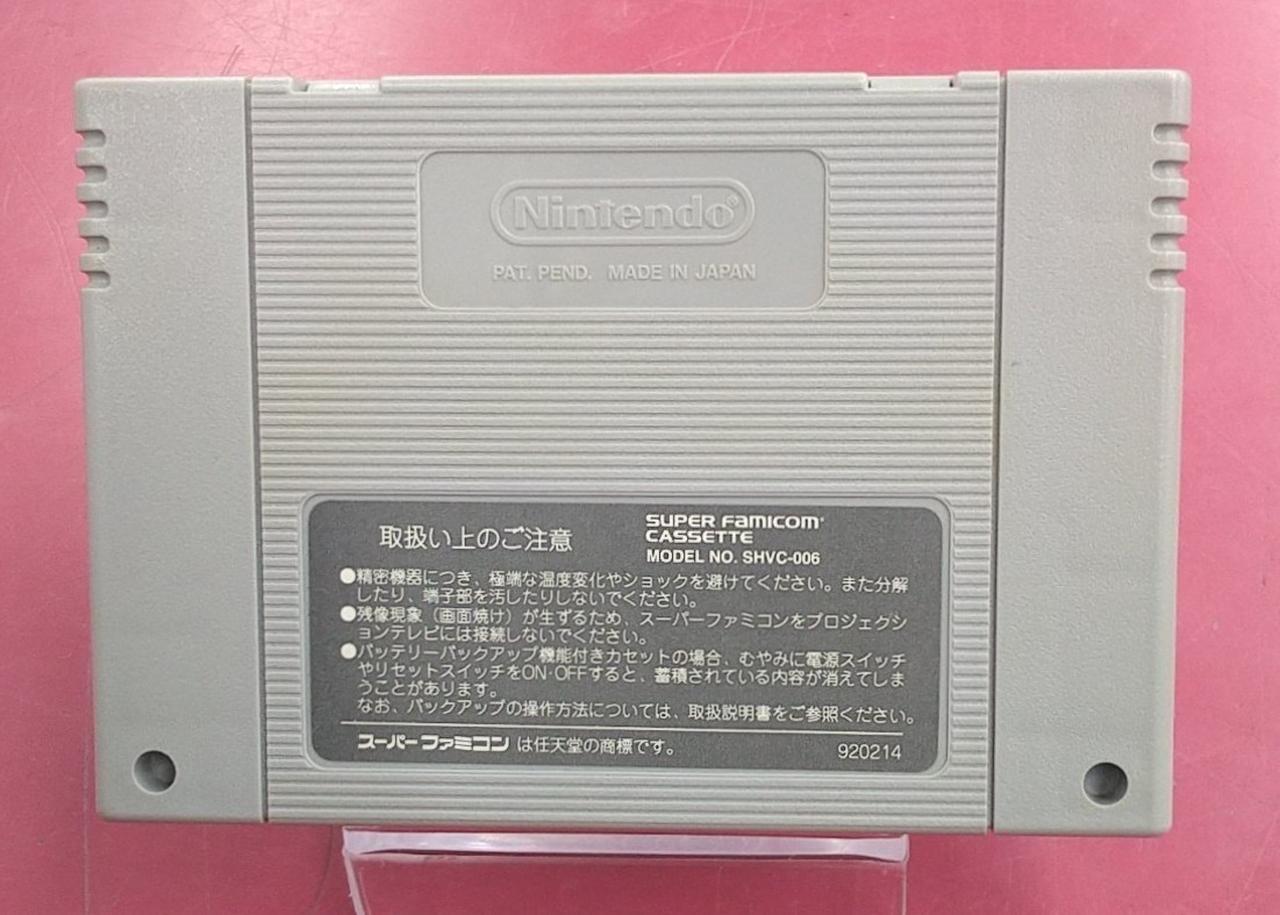 Nintendo®
PAT. PEND. MADE IN JAPAN
取扱い上のご注意
SUPER FAMICOM
CASSETTE
MODEL NO. SHVC-006
●精密機器につき、極端な温度変化やショックを避けてください。また分解
したり、端子部を汚したりしないでください。
●残像現象（画面焼け）が生ずるため、スーパーファミコンをプロジェクシ
ョンテレビには接続しないでください。
●バッテリーバックアップ機能付きカセットの場合、むやみに電源スイッチ
やリセットスイッチをON・OFFすると、蓄積されている内容が消えてしま
うことがあります。
なお、バックアップの操作方法については、取扱説明書をご参照ください。
スーパーファミコン は任天堂の商標です。
920214